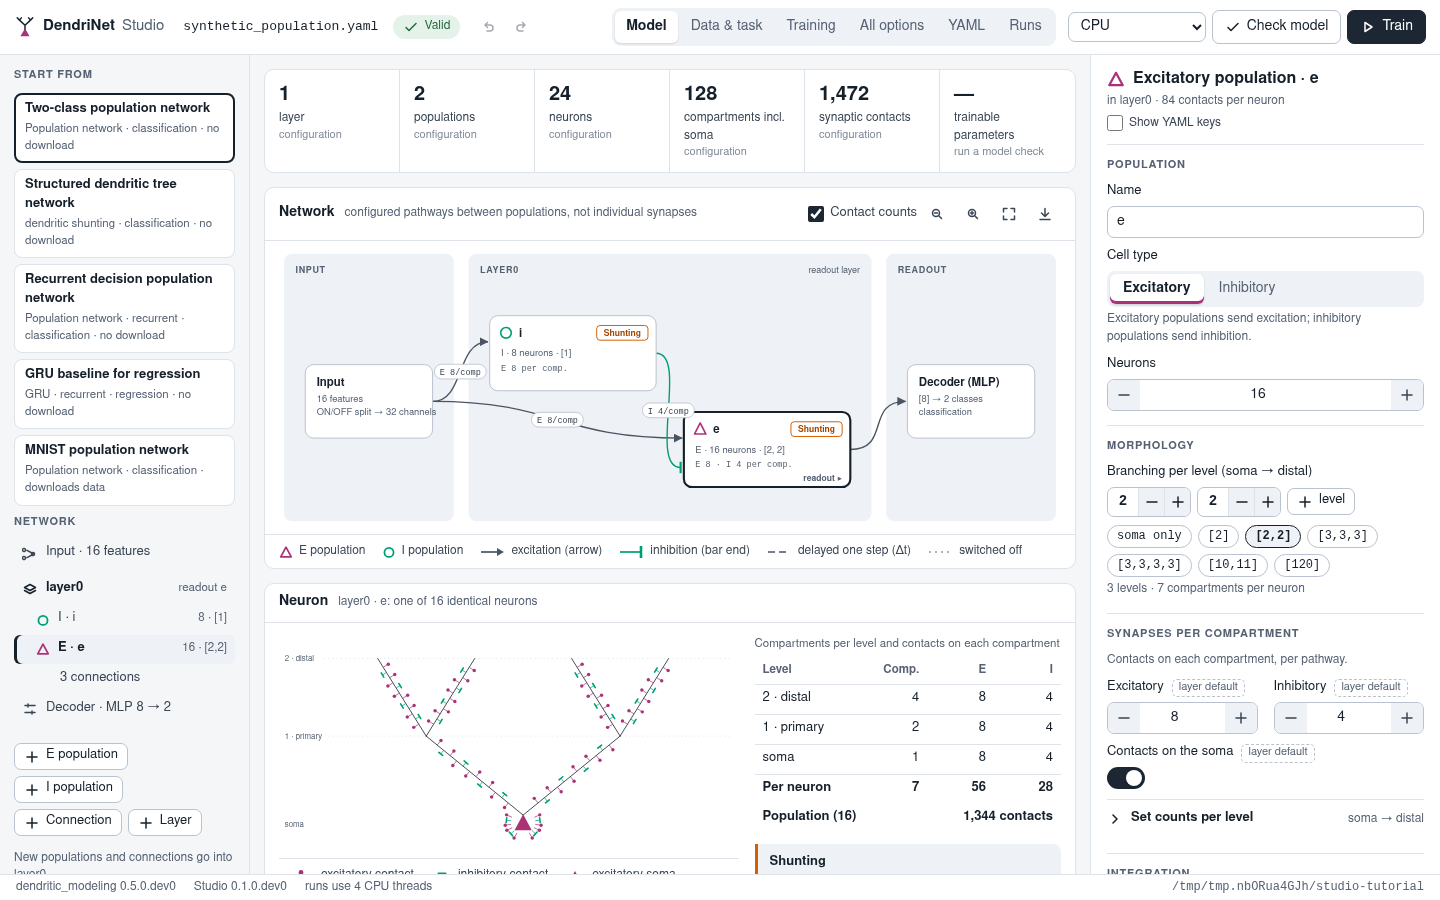 DendriNet Studio
synthetic_population.yaml
Valid
Model
Data & task
Training
All options
YAML
Runs
CPU
Check model
Train
START FROM
Two-class population network
Population network · classification · no
download
Structured dendritic tree
network
dendritic shunting · classification · no
download
Recurrent decision population
network
Population network · recurrent ·
classification · no download
GRU baseline for regression
GRU · recurrent · regression · no
download
MNIST population network
Population network · classification ·
downloads data
NETWORK
Input · 16 features
layer0 readout e
I · i 8 · [1]
E · e 16 · [2,2]
3 connections
Decoder · MLP 8 → 2
E population
I population
Connection
Layer
New populations and connections go into
layer0
1
layer
configuration
2
populations
configuration
24
neurons
configuration
128
compartments incl.
soma
configuration
1,472
synaptic contacts
configuration
—
trainable
parameters
run a model check
Network configured pathways between populations, not individual synapses
Contact counts
INPUT
LAYER0
readout layer
READOUT
i
Shunting
I · 8 neurons · [1]
E 8 per comp.
E 8/comp
Input
16 features
ON/OFF split → 32 channels
E 8/comp
I 4/comp
e
Shunting
E · 16 neurons · [2, 2]
E 8 · I 4 per comp.
readout ▸
Decoder (MLP)
[8] → 2 classes
classification
E population
I population
excitation (arrow)
inhibition (bar end)
delayed one step (Δt)
switched off
Neuron layer0 · e: one of 16 identical neurons
2 · distal
1 · primary
soma
excitatory contact
inhibitory contact
excitatory soma
Compartments per level and contacts on each compartment
Level Comp. E I
2 · distal 4 8 4
1 · primary 2 8 4
soma 1 8 4
Per neuron 7 56 28
Population (16) 1,344 contacts
Shunting
Excitatory population · e
in layer0 · 84 contacts per neuron
Show YAML keys
POPULATION
Name
e
Cell type
Excitatory
Inhibitory
Excitatory populations send excitation; inhibitory
populations send inhibition.
Neurons
− 16 +
MORPHOLOGY
Branching per level (soma → distal)
2 − + 2 − + + level
soma only [2] [2,2] [3,3,3]
[3,3,3,3] [10,11] [120]
3 levels · 7 compartments per neuron
SYNAPSES PER COMPARTMENT
Contacts on each compartment, per pathway.
Excitatory layer default Inhibitory layer default
− 8 + − 4 +
Contacts on the soma layer default
Set counts per level soma → distal
INTEGRATION
dendritic_modeling 0.5.0.dev0 Studio 0.1.0.dev0 runs use 4 CPU threads
/tmp/tmp.nbORua4GJh/studio-tutorial